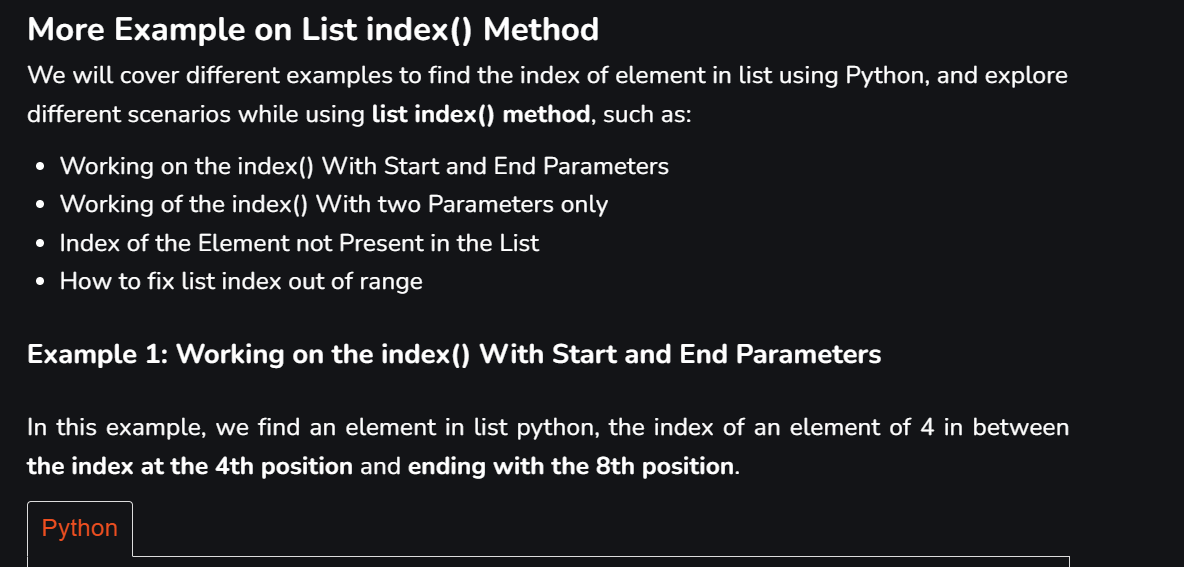 More Example on List index() Method
We will cover different examples to find the index of element in list using Python, and explore
different scenarios while using list index() method, such as:
• Working on the index() With Start and End Parameters
• Working of the index() With two Parameters only
• Index of the Element not Present in the List
• How to fix list index out of range
Example 1: Working on the index() With Start and End Parameters
In this example, we find an element in list python, the index of an element of 4 in between
the index at the 4th position and ending with the 8th position.
Python